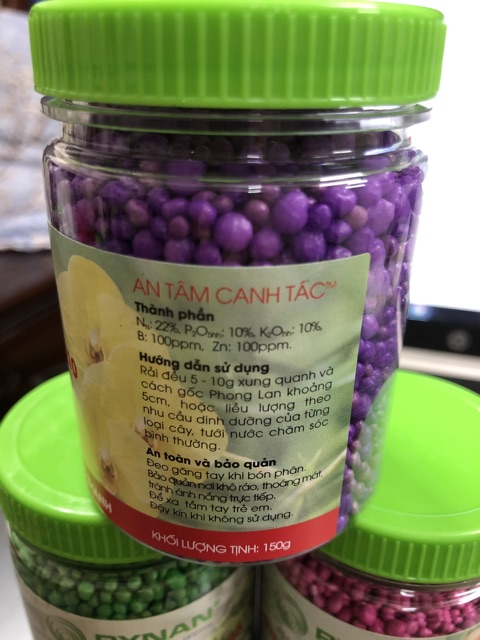 AN TÂM CANH TÁC™
Thành phần
Nts: 22%, P₂O₅hh: 10%, K₂Ohh: 10%,
B: 100ppm, Zn: 100ppm.
Hướng dẫn sử dụng
Rải đều 5 - 10g xung quanh và
cách gốc Phong Lan khoảng
5cm, hoặc liều lượng theo
nhu cầu dinh dưỡng của từng
loại cây, tưới nước chăm sóc
bình thường.
An toàn và bảo quản
Đeo găng tay khi bón phân.
Bảo quản nơi khô ráo, thoáng mát,
tránh ánh nắng trực tiếp.
Để xa tầm tay trẻ em.
Đậy kín khi không sử dụng.
KHỐI LƯỢNG TỊNH: 150g
RYNAN